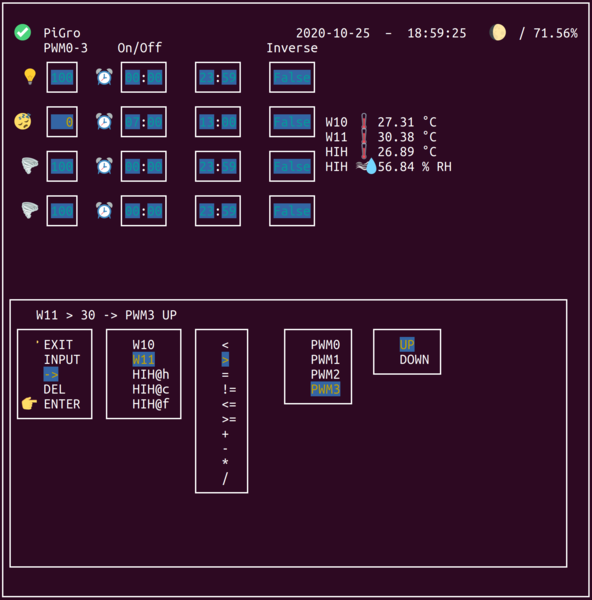 PiGro 2020-10-25 – 18:59:25 / 71.56%
PWM0-3 On/Off Inverse
100 00:00 23:59 False
0 07:00 False
W10 27.31 °C
W11 30.38 °C
HIH 26.89 °C
HIH 56.84 % RH
100 00:00 23:59 False
100 00:00 23:59 False
W11 > 30 -> PWM3 UP
EXIT W10 < PWM0 UP
INPUT W11 > PWM1 DOWN
-> HIH@h = PWM2
DEL HIH@c != PWM3
ENTER HIH@f <=
>=
+
-
*
/